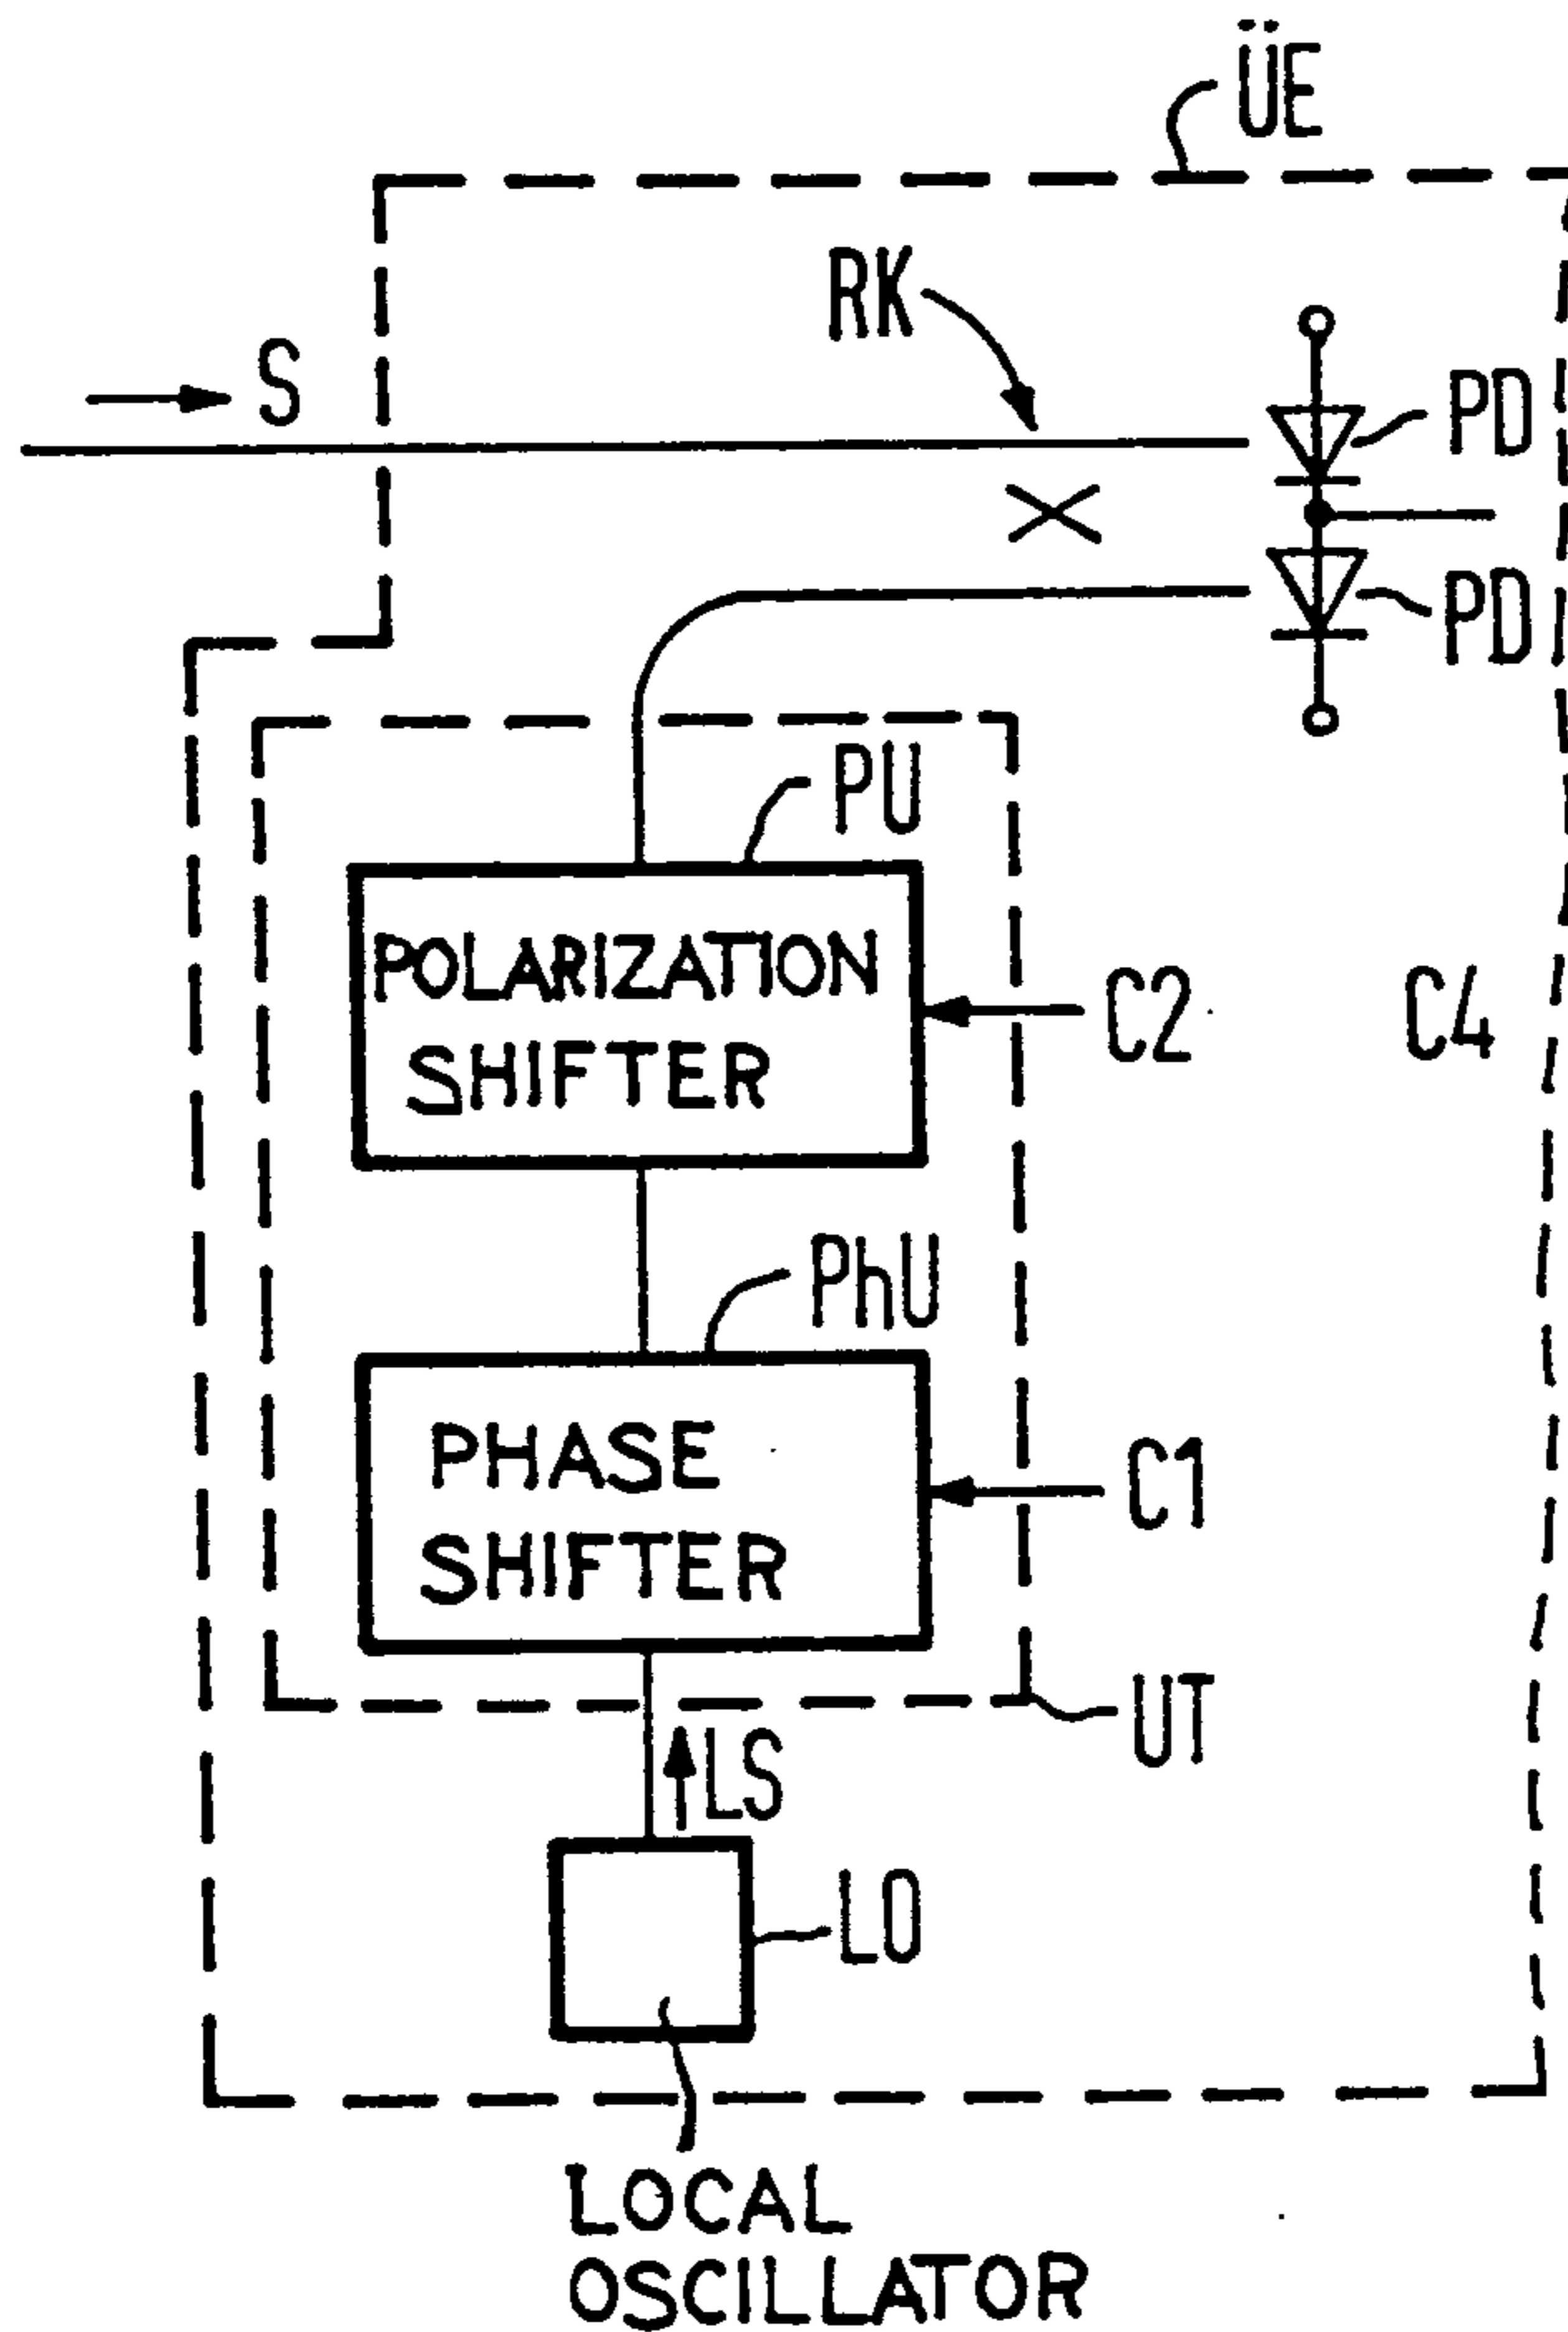 ÜE
RK
S
PD
PD
PU
POLARIZATION
SHIFTER
C2
C4
PhU
PHASE
SHIFTER
C1
UT
LS
LO
LOCAL
OSCILLATOR